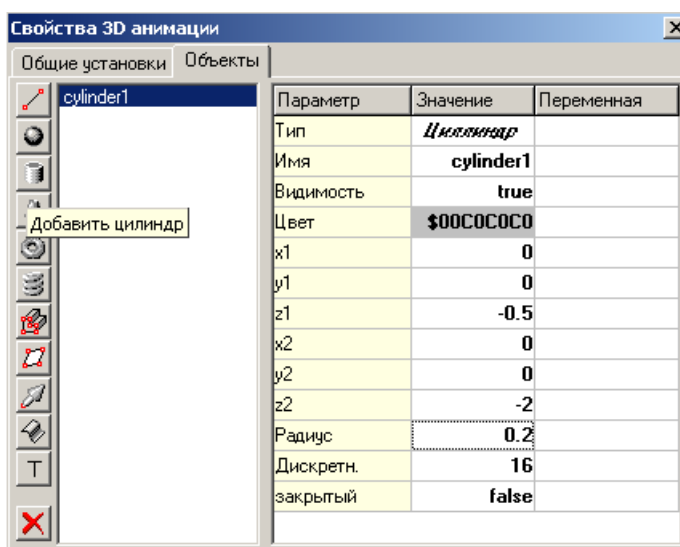 Свойства 3D анимации
Общие установки Объекты
cylinder1
Параметр Значение Переменная
Тип Цилиндр
Имя cylinder1
Видимость true
Добавить цилиндр
Цвет $00C0C0C0
x1 0
y1 0
z1 -0.5
x2 0
y2 0
z2 -2
Радиус 0.2
Дискретн. 16
закрытый false
T